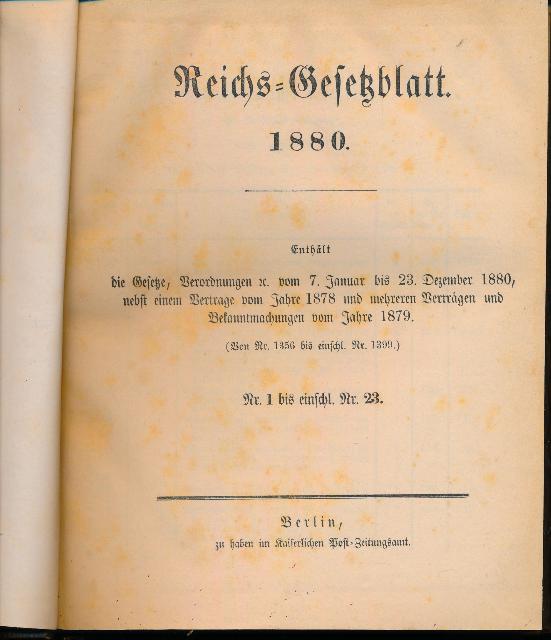 Reichs-Gesetzblatt.
1880.
Enthält
die Gesetze, Verordnungen ꝛc. vom 7. Januar bis 23. Dezember 1880,
nebst einem Vertrage vom Jahre 1878 und mehreren Verträgen und
Bekanntmachungen vom Jahre 1879.
(Von Nr. 1356 bis einschl. Nr. 1399.)
Nr. 1 bis einschl. Nr. 23.
Berlin,
zu haben im Kaiserlichen Post-Zeitungsamt.